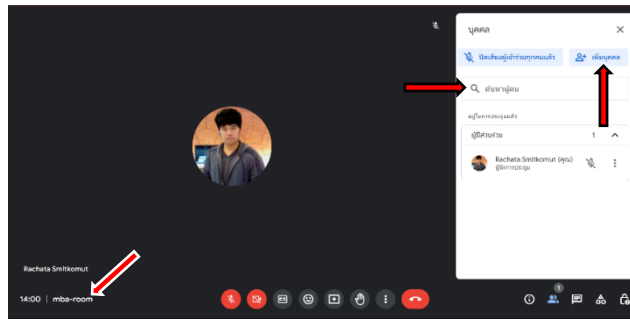 บุคคล
ปิดเสียงผู้เข้าร่วมทุกคนแล้ว
เพิ่มบุคคล
ค้นหาผู้คน
อยู่ในการประชุมแล้ว
ผู้มีส่วนร่วม 1
Rachata Smitkomut (คุณ)
ผู้จัดการประชุม
Rachata Smitkomut
14:00 | mba-room
1